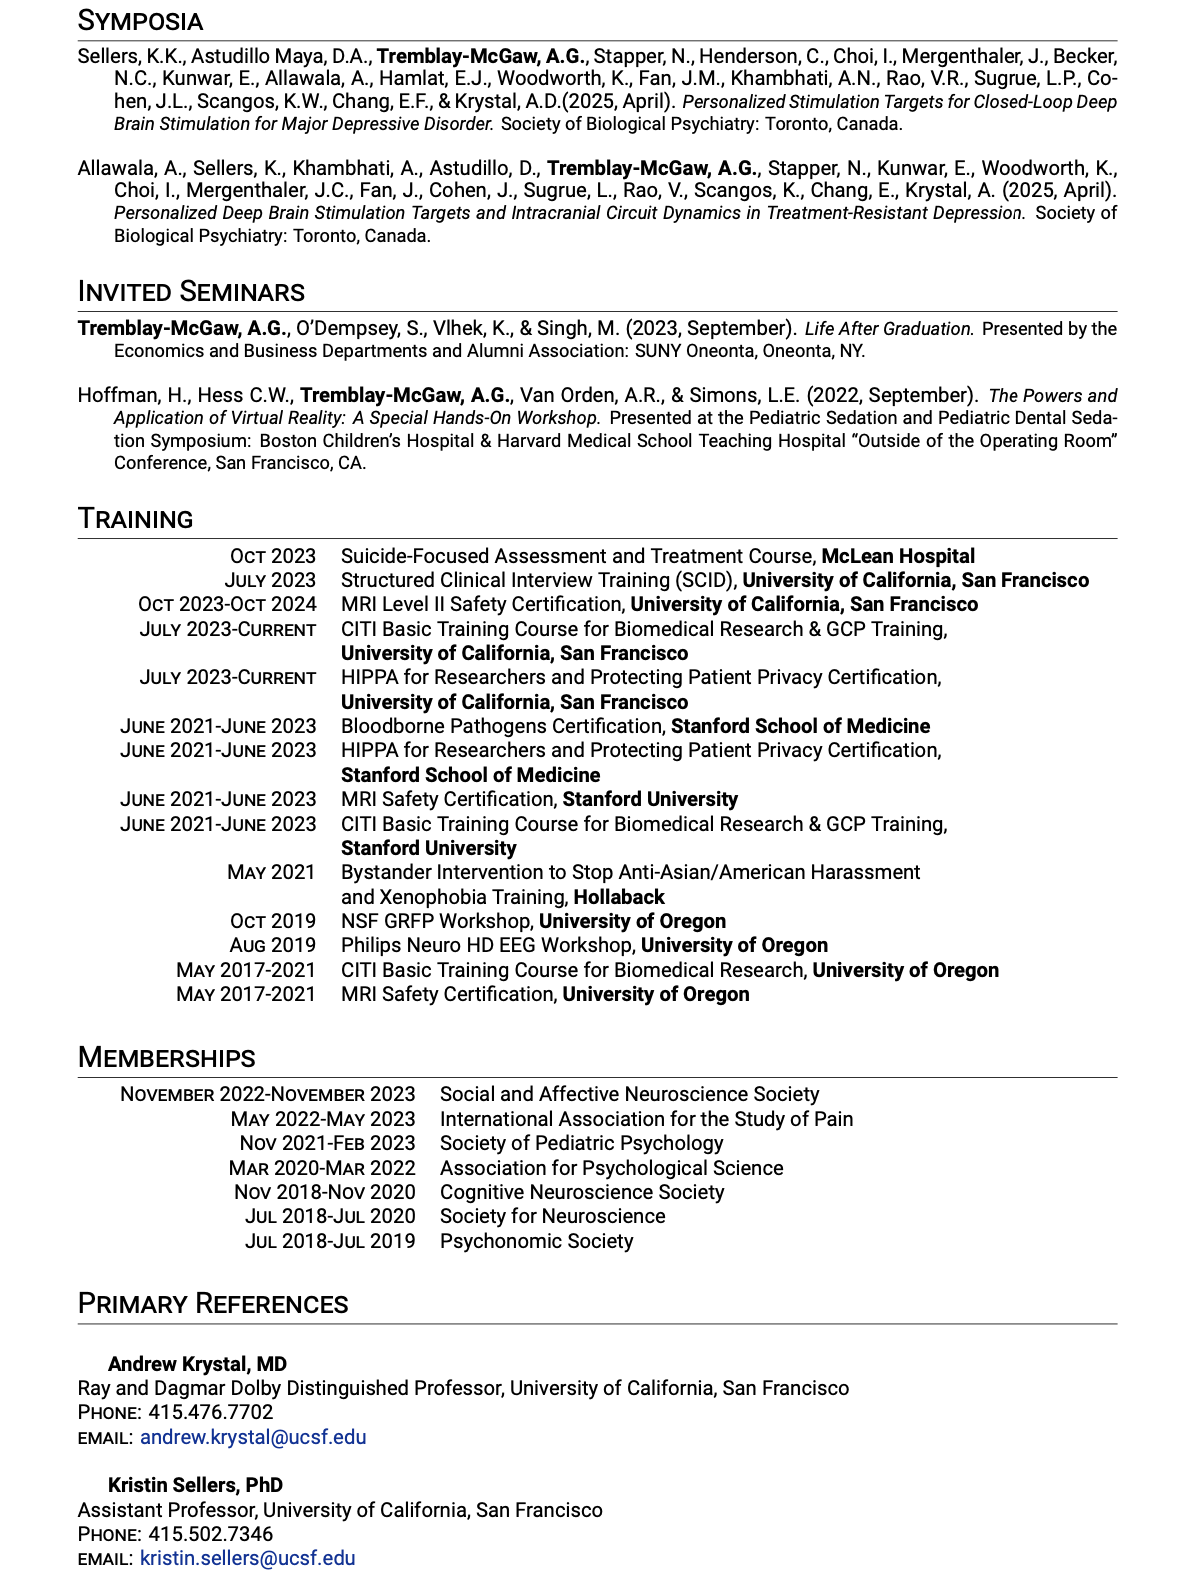 SYMPOSIA
Sellers, K.K., Astudillo Maya, D.A., Tremblay-McGaw, A.G., Stapper, N., Henderson, C., Choi, I., Mergenthaler, J., Becker,
N.C., Kunwar, E., Allawala, A., Hamlat, E.J., Woodworth, K., Fan, J.M., Khambhati, A.N., Rao, V.R., Sugrue, L.P., Co-
hen, J.L., Scangos, K.W., Chang, E.F., & Krystal, A.D.(2025, April). Personalized Stimulation Targets for Closed-Loop Deep
Brain Stimulation for Major Depressive Disorder. Society of Biological Psychiatry: Toronto, Canada.
Allawala, A., Sellers, K., Khambhati, A., Astudillo, D., Tremblay-McGaw, A.G., Stapper, N., Kunwar, E., Woodworth, K.,
Choi, I., Mergenthaler, J.C., Fan, J., Cohen, J., Sugrue, L., Rao, V., Scangos, K., Chang, E., Krystal, A. (2025, April).
Personalized Deep Brain Stimulation Targets and Intracranial Circuit Dynamics in Treatment-Resistant Depression. Society of
Biological Psychiatry: Toronto, Canada.
INVITED SEMINARS
Tremblay-McGaw, A.G., O'Dempsey, S., Vlhek, K., & Singh, M. (2023, September). Life After Graduation. Presented by the
Economics and Business Departments and Alumni Association: SUNY Oneonta, Oneonta, NY.
Hoffman, H., Hess C.W., Tremblay-McGaw, A.G., Van Orden, A.R., & Simons, L.E. (2022, September). The Powers and
Application of Virtual Reality: A Special Hands-On Workshop. Presented at the Pediatric Sedation and Pediatric Dental Seda-
tion Symposium: Boston Children's Hospital & Harvard Medical School Teaching Hospital "Outside of the Operating Room"
Conference, San Francisco, CA.
TRAINING
OCT 2023 Suicide-Focused Assessment and Treatment Course, McLean Hospital
JULY 2023 Structured Clinical Interview Training (SCID), University of California, San Francisco
OCT 2023-OCT 2024 MRI Level II Safety Certification, University of California, San Francisco
JULY 2023-CURRENT CITI Basic Training Course for Biomedical Research & GCP Training,
University of California, San Francisco
JULY 2023-CURRENT HIPPA for Researchers and Protecting Patient Privacy Certification,
University of California, San Francisco
JUNE 2021-JUNE 2023 Bloodborne Pathogens Certification, Stanford School of Medicine
JUNE 2021-JUNE 2023 HIPPA for Researchers and Protecting Patient Privacy Certification,
Stanford School of Medicine
JUNE 2021-JUNE 2023 MRI Safety Certification, Stanford University
JUNE 2021-JUNE 2023 CITI Basic Training Course for Biomedical Research & GCP Training,
Stanford University
MAY 2021 Bystander Intervention to Stop Anti-Asian/American Harassment
and Xenophobia Training, Hollaback
OCT 2019 NSF GRFP Workshop, University of Oregon
AUG 2019 Philips Neuro HD EEG Workshop, University of Oregon
MAY 2017-2021 CITI Basic Training Course for Biomedical Research, University of Oregon
MAY 2017-2021 MRI Safety Certification, University of Oregon
MEMBERSHIPS
NOVEMBER 2022-NOVEMBER 2023 Social and Affective Neuroscience Society
MAY 2022-MAY 2023 International Association for the Study of Pain
NOV 2021-FEB 2023 Society of Pediatric Psychology
MAR 2020-MAR 2022 Association for Psychological Science
NOV 2018-NOV 2020 Cognitive Neuroscience Society
JUL 2018-JUL 2020 Society for Neuroscience
JUL 2018-JUL 2019 Psychonomic Society
PRIMARY REFERENCES
Andrew Krystal, MD
Ray and Dagmar Dolby Distinguished Professor, University of California, San Francisco
PHONE: 415.476.7702
EMAIL: andrew.krystal@ucsf.edu
Kristin Sellers, PhD
Assistant Professor, University of California, San Francisco
PHONE: 415.502.7346
EMAIL: kristin.sellers@ucsf.edu